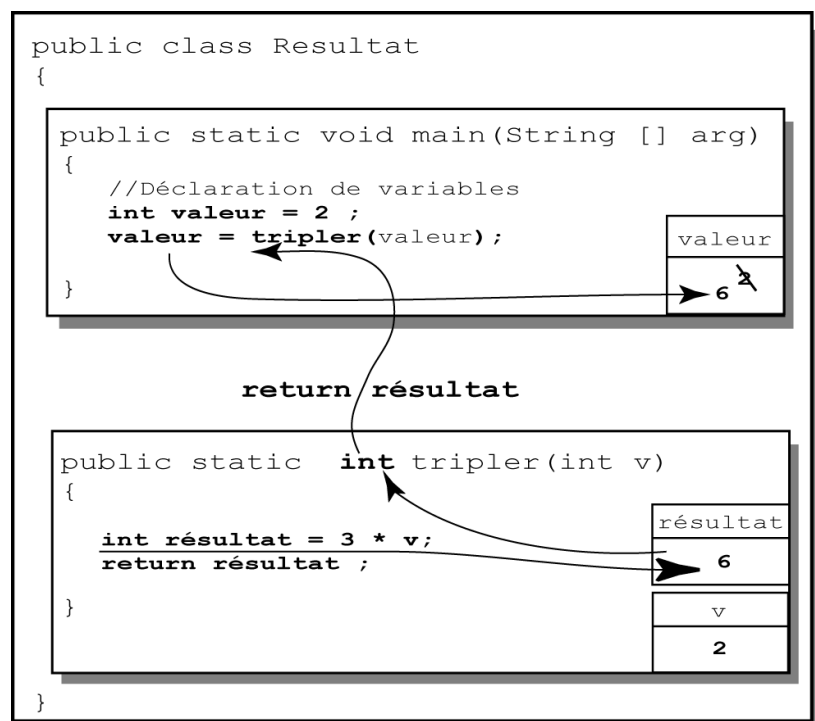 public class Resultat
{
public static void main(String [] arg)
{
//Déclaration de variables
int valeur = 2 ;
valeur = tripler(valeur);
valeur
6 2
}
return résultat
public static int tripler(int v)
{
int résultat = 3 * v;
return résultat ;
résultat
6
}
v
2
}